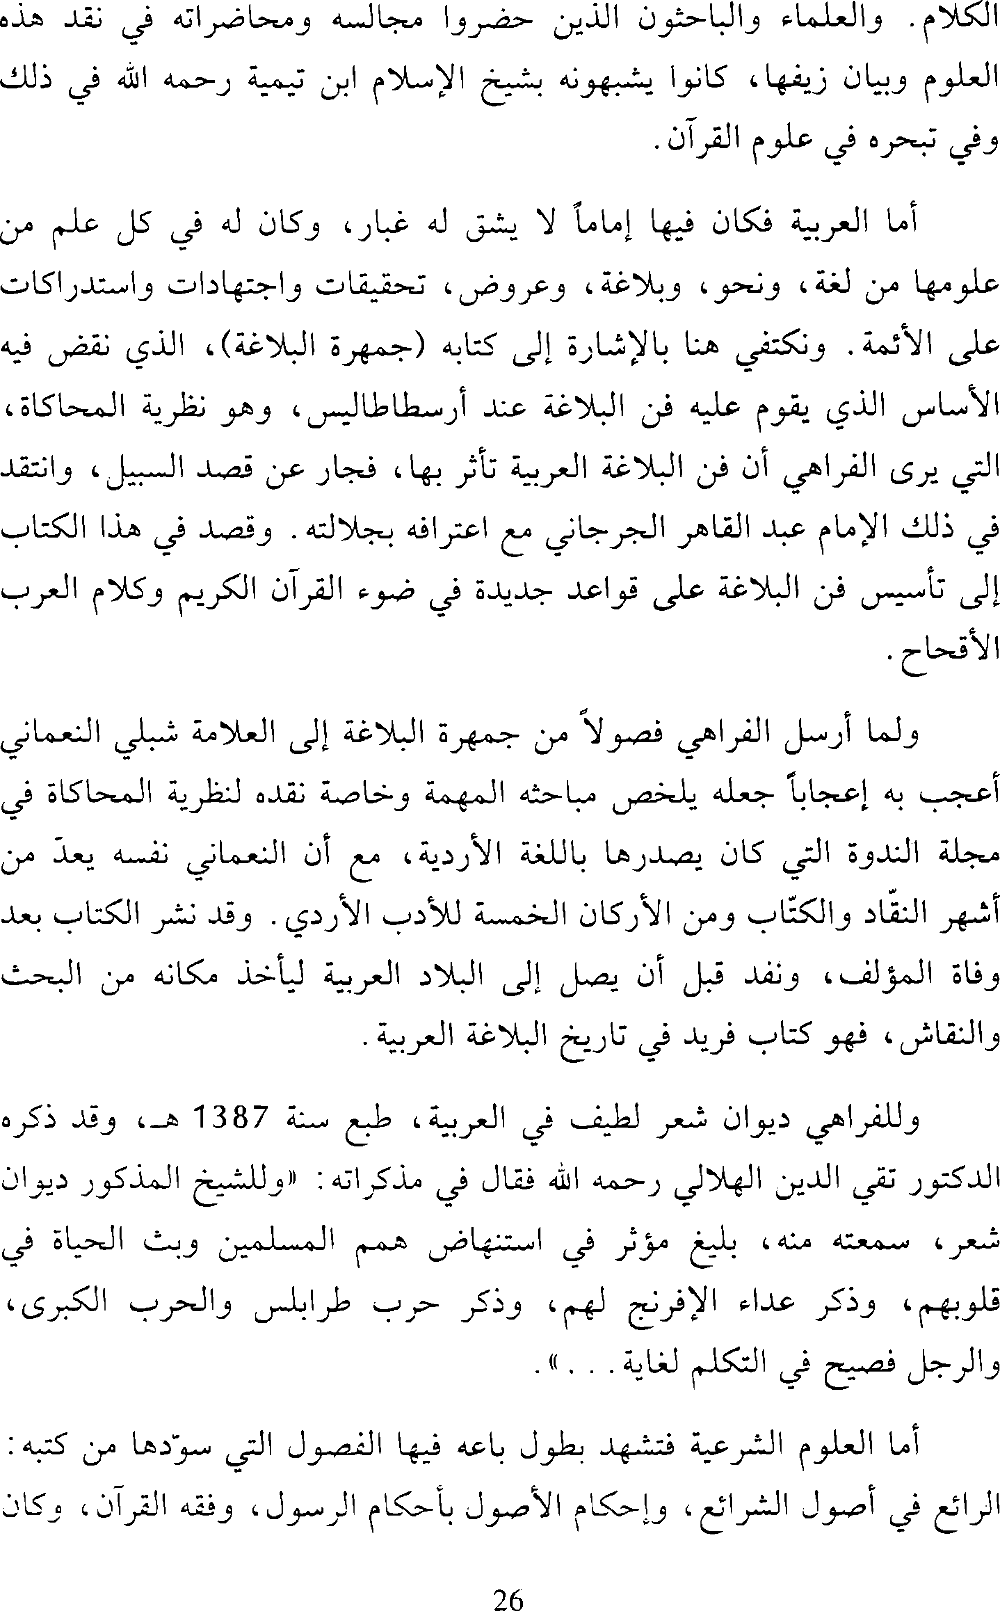 الكلام. والعلماء والباحثون الذين حضروا مجالسه ومحاضراته في نقد هذه
العلوم وبيان زيفها، كانوا يشبهونه بشيخ الإسلام ابن تيمية رحمه الله في ذلك
وفي تبحره في علوم القرآن.
أما العربية فكان فيها إماماً لا يشق له غبار، وكان له في كل علم من
علومها من لغة، ونحو، وبلاغة، وعروض، تحقيقات واجتهادات واستدراكات
على الأئمة. ونكتفي هنا بالإشارة إلى كتابه (جمهرة البلاغة)، الذي نقض فيه
الأساس الذي يقوم عليه فن البلاغة عند أرسطاطاليس، وهو نظرية المحاكاة،
التي يرى الفراهي أن فن البلاغة العربية تأثر بها، فجار عن قصد السبيل، وانتقد
في ذلك الإمام عبد القاهر الجرجاني مع اعترافه بجلالته. وقصد في هذا الكتاب
إلى تأسيس فن البلاغة على قواعد جديدة في ضوء القرآن الكريم وكلام العرب
الأقحاح.
ولما أرسل الفراهي فصولاً من جمهرة البلاغة إلى العلامة شبلي النعماني
أعجب به إعجاباً جعله يلخص مباحثه المهمة وخاصة نقده لنظرية المحاكاة في
مجلة الندوة التي كان يصدرها باللغة الأردية، مع أن النعماني نفسه يعدّ من
أشهر النقّاد والكتّاب ومن الأركان الخمسة للأدب الأردي. وقد نشر الكتاب بعد
وفاة المؤلف، ونفد قبل أن يصل إلى البلاد العربية ليأخذ مكانه من البحث
والنقاش، فهو كتاب فريد في تاريخ البلاغة العربية.
وللفراهي ديوان شعر لطيف في العربية، طبع سنة 1387 هـ، وقد ذكره
الدكتور تقي الدين الهلالي رحمه الله فقال في مذكراته: «وللشيخ المذكور ديوان
شعر، سمعته منه، بليغ مؤثر في استنهاض همم المسلمين وبث الحياة في
قلوبهم، وذكر عداء الإفرنج لهم، وذكر حرب طرابلس والحرب الكبرى،
والرجل فصيح في التكلم لغاية...».
أما العلوم الشرعية فتشهد بطول باعه فيها الفصول التي سوّدها من كتبه:
الرائع في أصول الشرائع، وإحكام الأصول بأحكام الرسول، وفقه القرآن، وكان
26